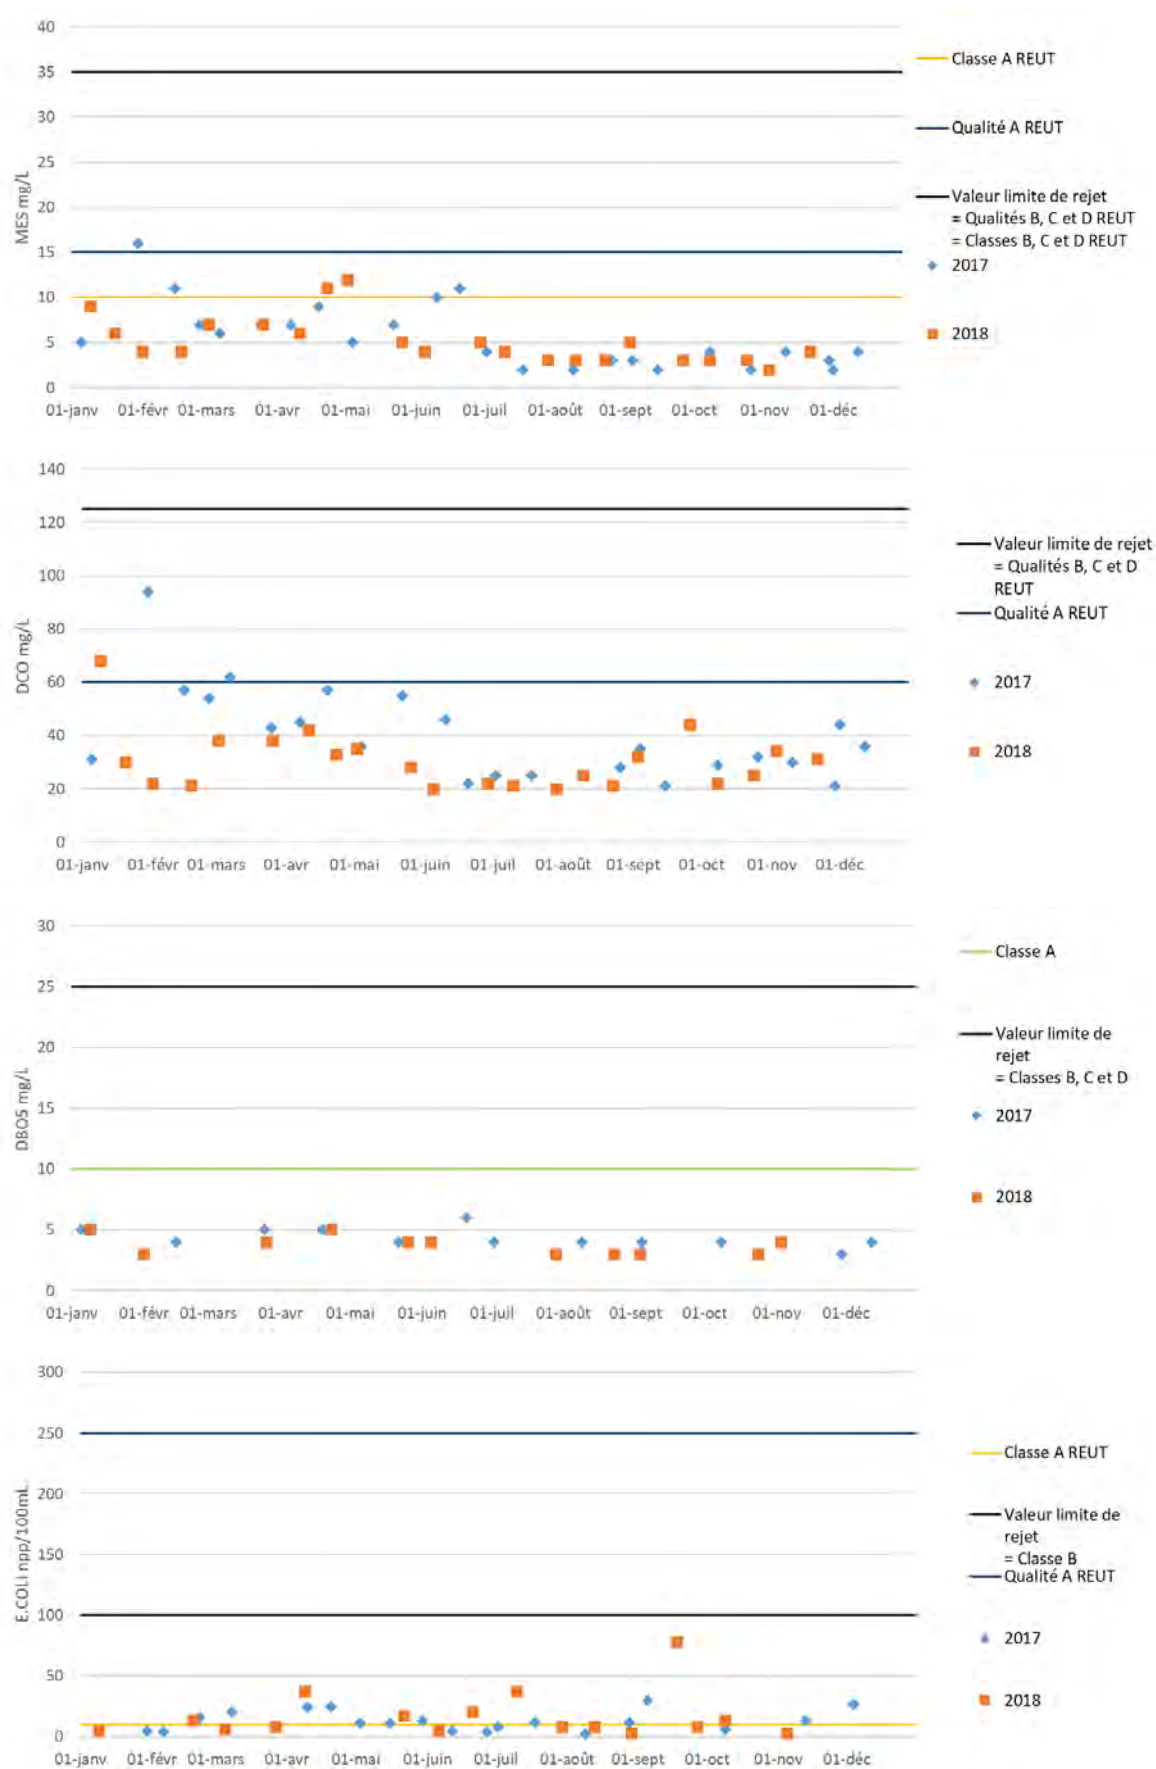 40
35
30
25
20
15
10
5
0
MES mg/L
01-janv 01-févr 01-mars 01-avr 01-mai 01-juin 01-juil 01-août 01-sept 01-oct 01-nov 01-déc
Classe A REUT
Qualité A REUT
Valeur limite de rejet
= Qualités B, C et D REUT
= Classes B, C et D REUT
2017
2018
140
120
100
80
60
40
20
0
DCO mg/L
01-janv 01-févr 01-mars 01-avr 01-mai 01-juin 01-juil 01-août 01-sept 01-oct 01-nov 01-déc
Valeur limite de rejet
= Qualités B, C et D
REUT
Qualité A REUT
2017
2018
30
25
20
15
10
5
0
DBO5 mg/L
01-janv 01-févr 01-mars 01-avr 01-mai 01-juin 01-juil 01-août 01-sept 01-oct 01-nov 01-déc
Classe A
Valeur limite de
rejet
= Classes B, C et D
2017
2018
300
250
200
150
100
50
0
E.COLI npp/100mL
01-janv 01-févr 01-mars 01-avr 01-mai 01-juin 01-juil 01-août 01-sept 01-oct 01-nov 01-déc
Classe A REUT
Valeur limite de
rejet
= Classe B
Qualité A REUT
2017
2018